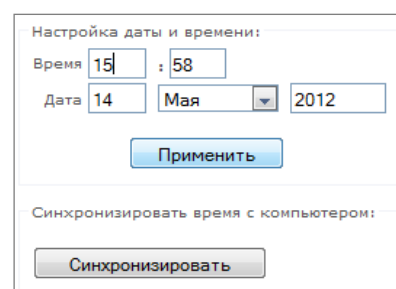 Настройка даты и времени:
Время 15 : 58
Дата 14 Мая 2012
Применить
Синхронизировать время с компьютером:
Синхронизировать